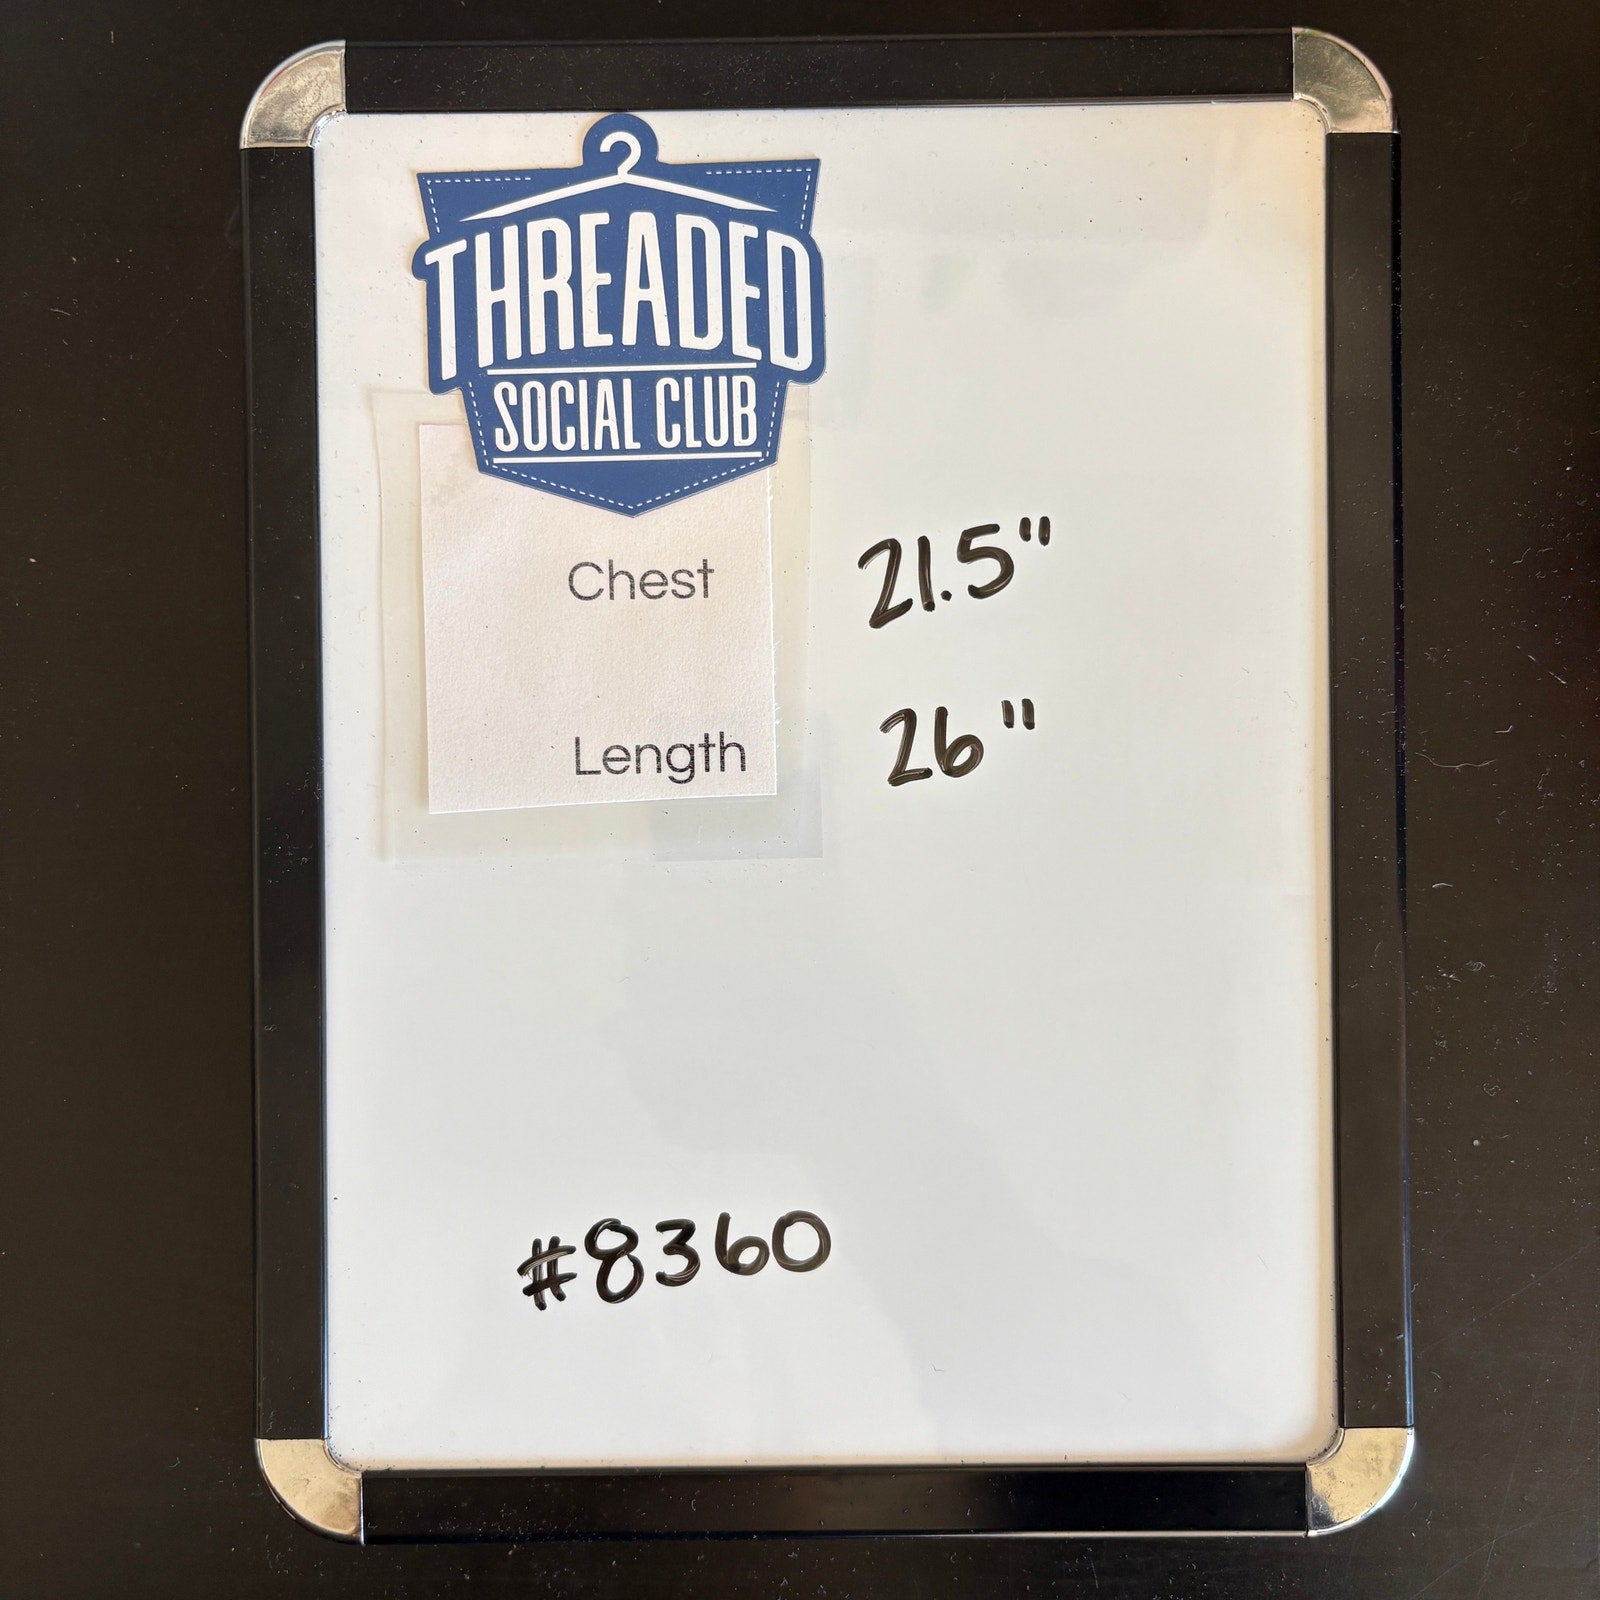 THREADED
SOCIAL CLUB
Chest 21.5"
Length 26"
#8360